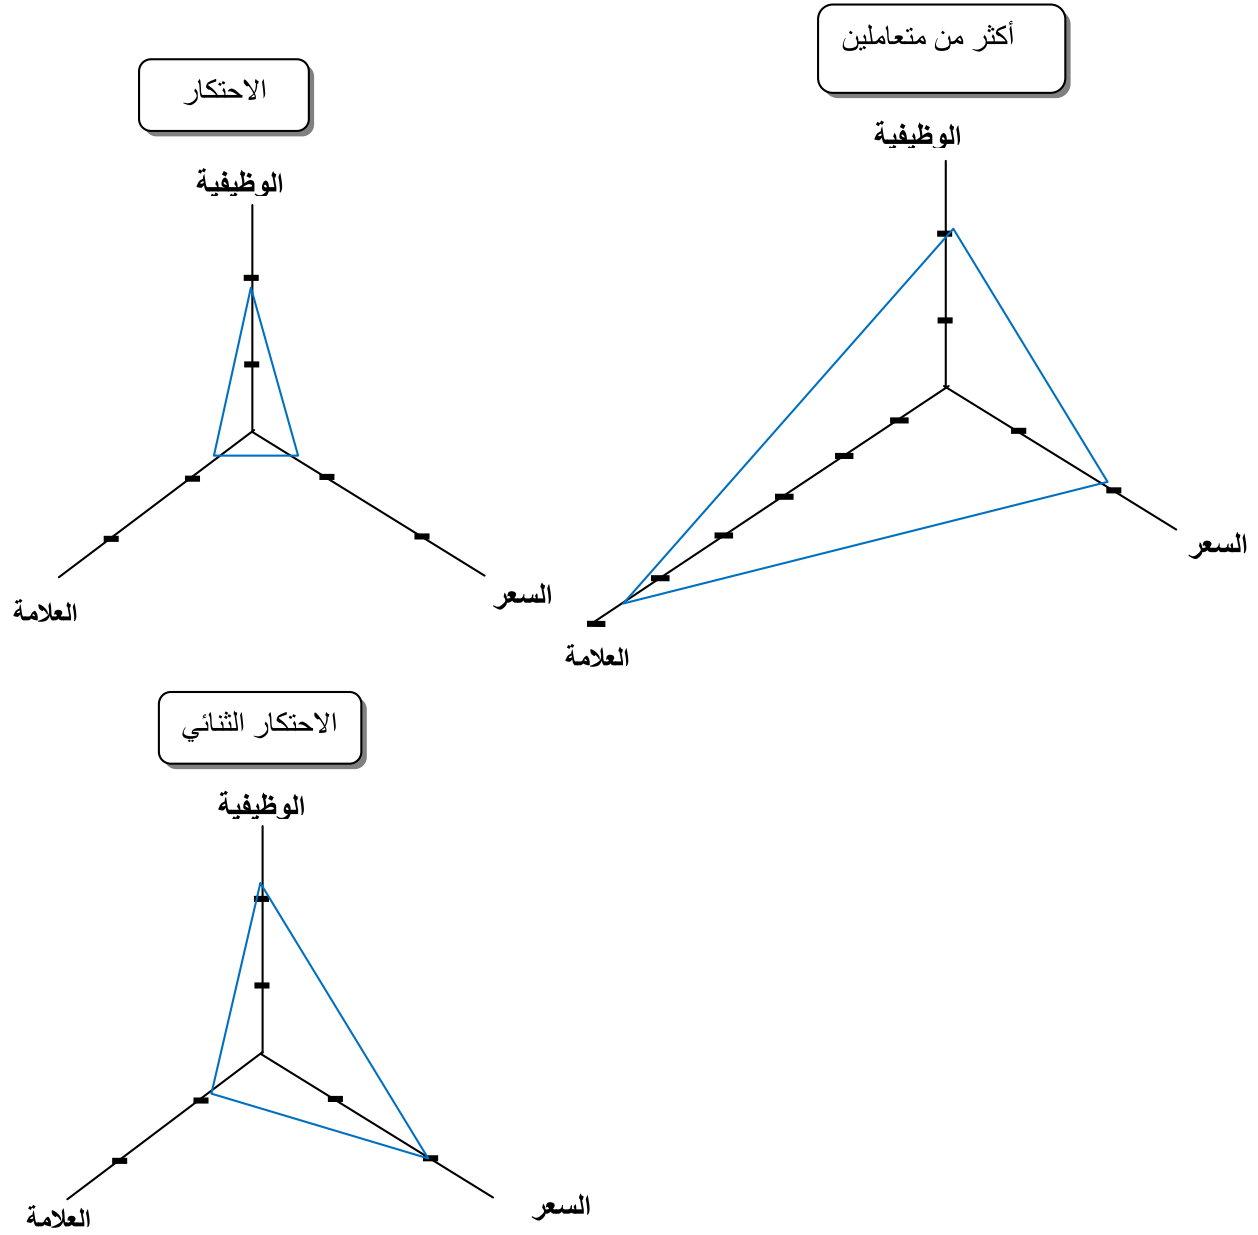 أكثر من متعاملين
الوظيفية
السعر
العلامة
الاحتكار
الوظيفية
السعر
العلامة
الاحتكار الثنائي
الوظيفية
السعر
العلامة